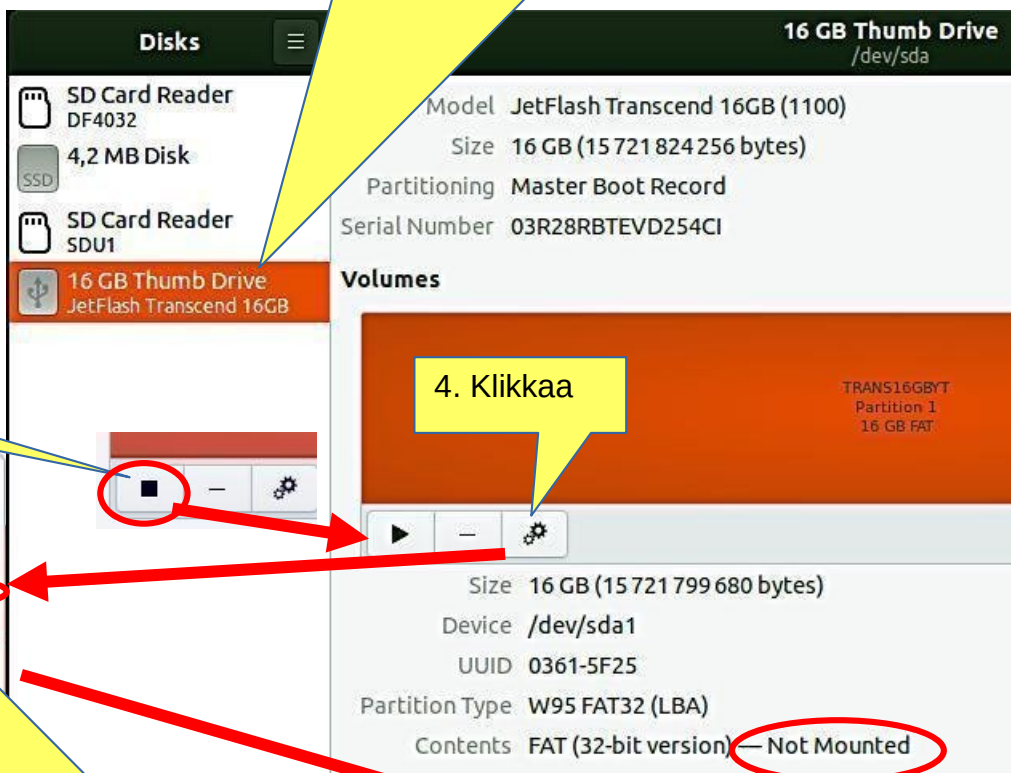 Disks
16 GB Thumb Drive
/dev/sda
SD Card Reader
DF4032
4,2 MB Disk
SSD
SD Card Reader
SDU1
16 GB Thumb Drive
JetFlash Transcend 16GB
Model JetFlash Transcend 16GB (1100)
Size 16 GB (15 721 824 256 bytes)
Partitioning Master Boot Record
Serial Number 03R28RBTEVD254CI
Volumes
4. Klikkaa
TRANS16GBYT
Partition 1
16 GB FAT
Size 16 GB (15 721 799 680 bytes)
Device /dev/sda1
UUID 0361-5F25
Partition Type W95 FAT32 (LBA)
Contents FAT (32-bit version) — Not Mounted